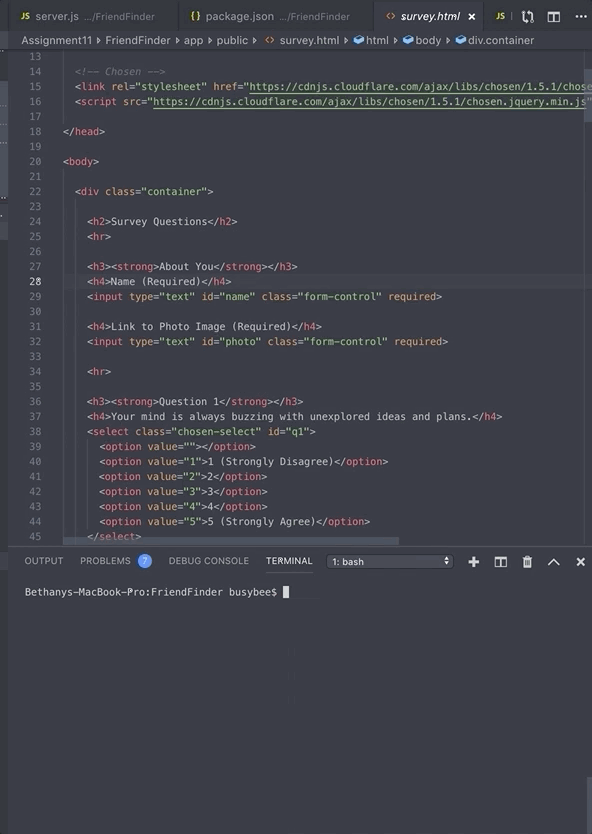 JS server.js .../FriendFinder {} package.json .../FriendFinder <> survey.html × JS ...
Assignment11 ▸ FriendFinder ▸ app ▸ public ▸ <> survey.html ▸ html ▸ body ▸ div.container
13
14 <!-- Chosen -->
15 <link rel="stylesheet" href="https://cdnjs.cloudflare.com/ajax/libs/chosen/1.5.1/chose
16 <script src="https://cdnjs.cloudflare.com/ajax/libs/chosen/1.5.1/chosen.jquery.min.js"
17
18 </head>
19
20 <body>
21
22 <div class="container">
23
24 <h2>Survey Questions</h2>
25 <hr>
26
27 <h3><strong>About You</strong></h3>
28 <h4>Name (Required)</h4>
29 <input type="text" id="name" class="form-control" required>
30
31 <h4>Link to Photo Image (Required)</h4>
32 <input type="text" id="photo" class="form-control" required>
33
34 <hr>
35
36 <h3><strong>Question 1</strong></h3>
37 <h4>Your mind is always buzzing with unexplored ideas and plans.</h4>
38 <select class="chosen-select" id="q1">
39 <option value=""></option>
40 <option value="1">1 (Strongly Disagree)</option>
41 <option value="2">2</option>
42 <option value="3">3</option>
43 <option value="4">4</option>
44 <option value="5">5 (Strongly Agree)</option>
45 </select>
OUTPUT PROBLEMS 7 DEBUG CONSOLE TERMINAL 1: bash
Bethanys-MacBook-Pro:FriendFinder busybee$